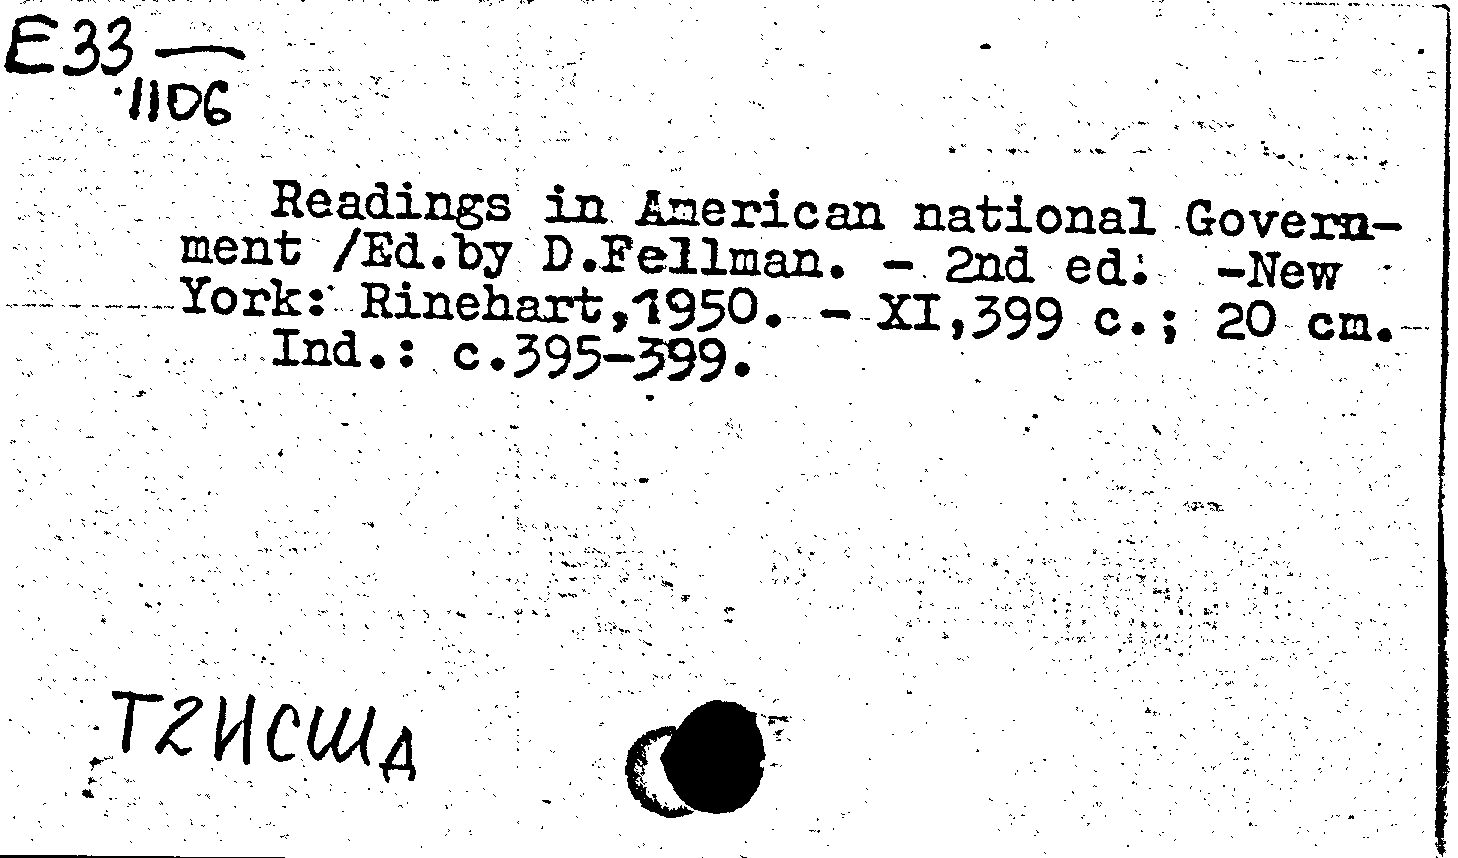 E33 —
1106
Readings in American national Govern-
ment /Ed.by D.Fellman. - 2nd ed. -New
York: Rinehart,1950. - XI,399 c.; 20 cm.
Ind.: c.395-399.
Т2НСША